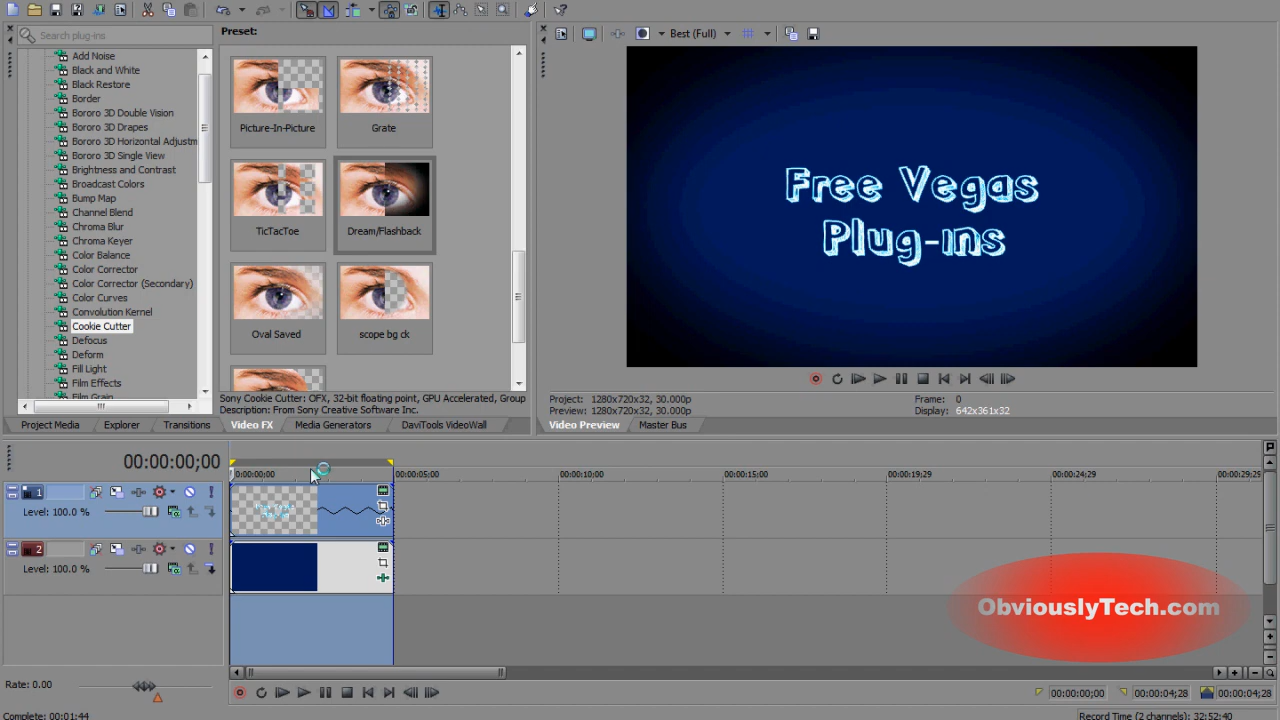 Search plug-ins
Preset:
Best (Full)
Add Noise
Black and White
Black Restore
Border
Bororo 3D Double Vision
Bororo 3D Drapes
Bororo 3D Horizontal Adjustm
Bororo 3D Single View
Brightness and Contrast
Broadcast Colors
Bump Map
Channel Blend
Chroma Blur
Chroma Keyer
Color Balance
Color Corrector
Color Corrector (Secondary)
Color Curves
Convolution Kernel
Cookie Cutter
Defocus
Deform
Fill Light
Film Effects
Film Grain
Picture-In-Picture
Grate
TicTacToe
Dream/Flashback
Oval Saved
scope bg ck
Sony Cookie Cutter: OFX, 32-bit floating point, GPU Accelerated, Group
Description: From Sony Creative Software Inc.
Free Vegas
Plug-ins
Project: 1280x720x32, 30.000p
Preview: 1280x720x32, 30.000p
Frame: 0
Display: 642x361x32
Project Media
Explorer
Transitions
Video FX
Media Generators
DaviTools VideoWall
Video Preview
Master Bus
00:00:00;00
0:00:00;00
00:00:05;00
00:00:10;00
00:00:15;00
00:00:19;29
00:00:24;29
00:00:29;29
1
Level: 100.0 %
Free Vegas
Plug-ins
2
Level: 100.0 %
ObviouslyTech.com
Rate: 0.00
00:00:00;00
00:00:04;28
00:00:04;28
Complete: 00:01:44
Record Time (2 channels): 32:52:40